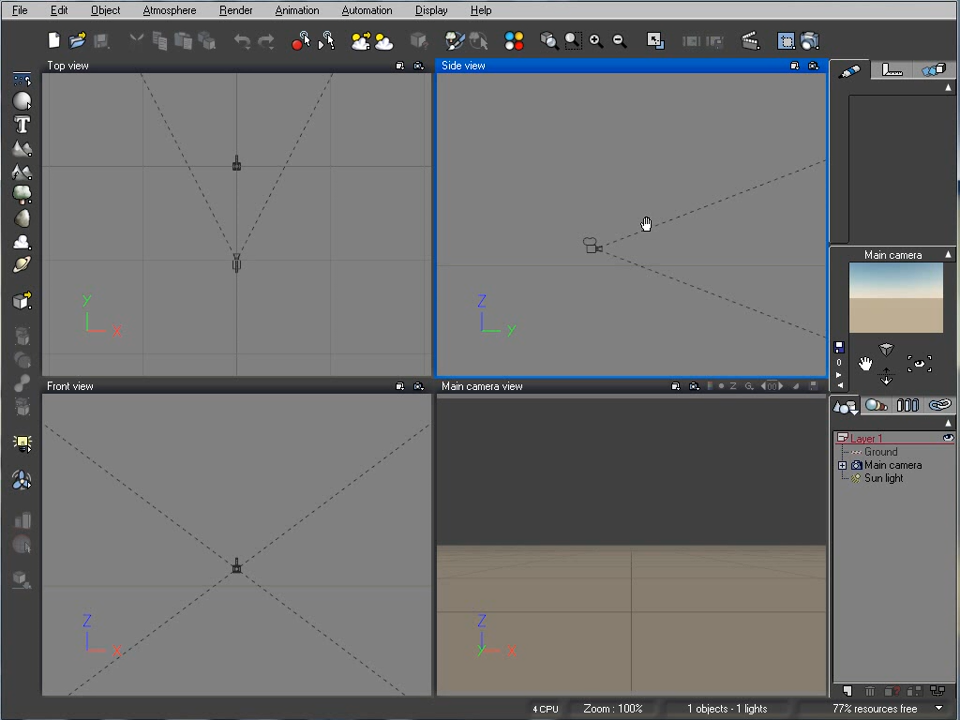 File Edit Object Atmosphere Render Animation Automation Display Help
Top view
Side view
Y
X
Z
Y
Main camera
0
Front view
Main camera view
Z
X
Z
Y X
Layer 1
Ground
Main camera
Sun light
4 CPU Zoom : 100% 1 objects - 1 lights 77% resources free